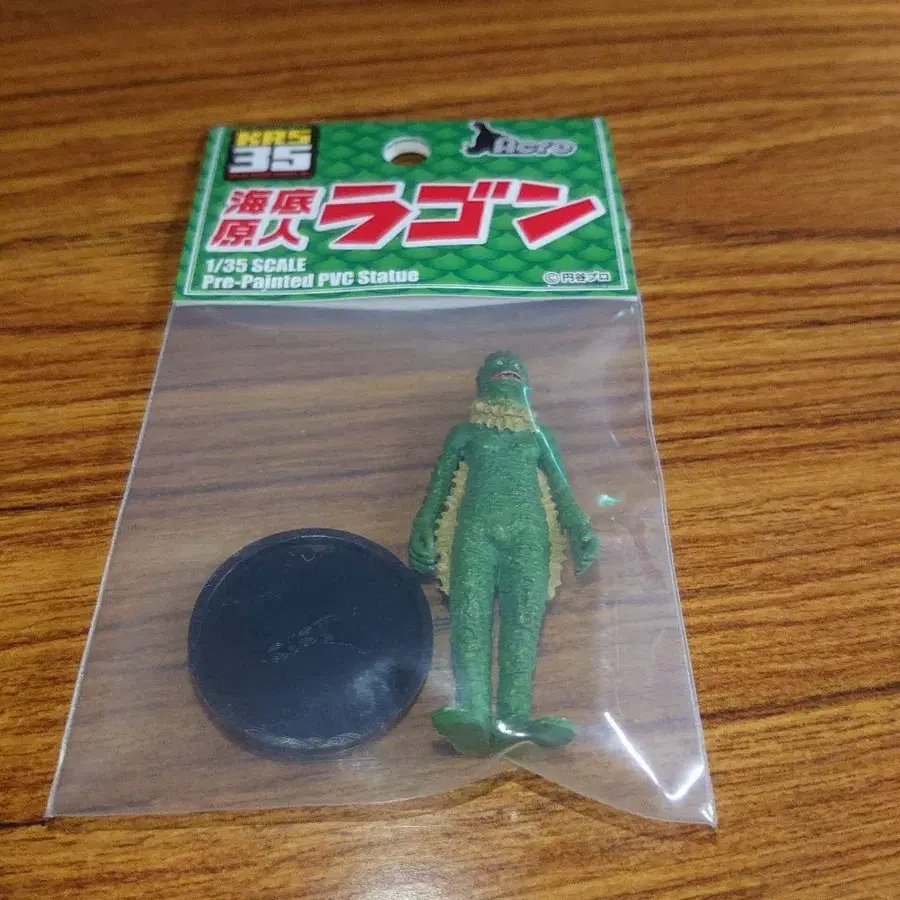 KRS
35
Acro
海底
原人
ラゴン
1/35 SCALE
Pre-Painted PVC Statue
©円谷プロ